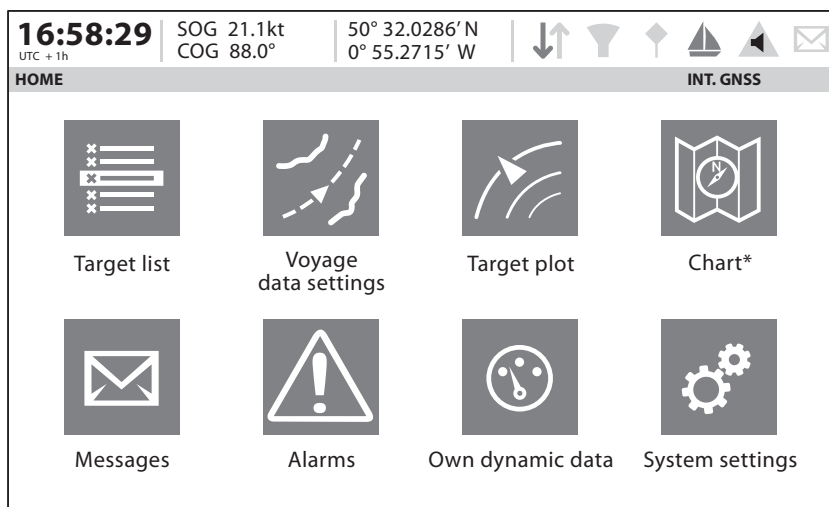 16:58:29
UTC + 1h
SOG 21.1kt
COG 88.0°
50° 32.0286′ N
0° 55.2715′ W
HOME
INT. GNSS
N
Target list
Voyage
data settings
Target plot
Chart*
Messages
Alarms
Own dynamic data
System settings